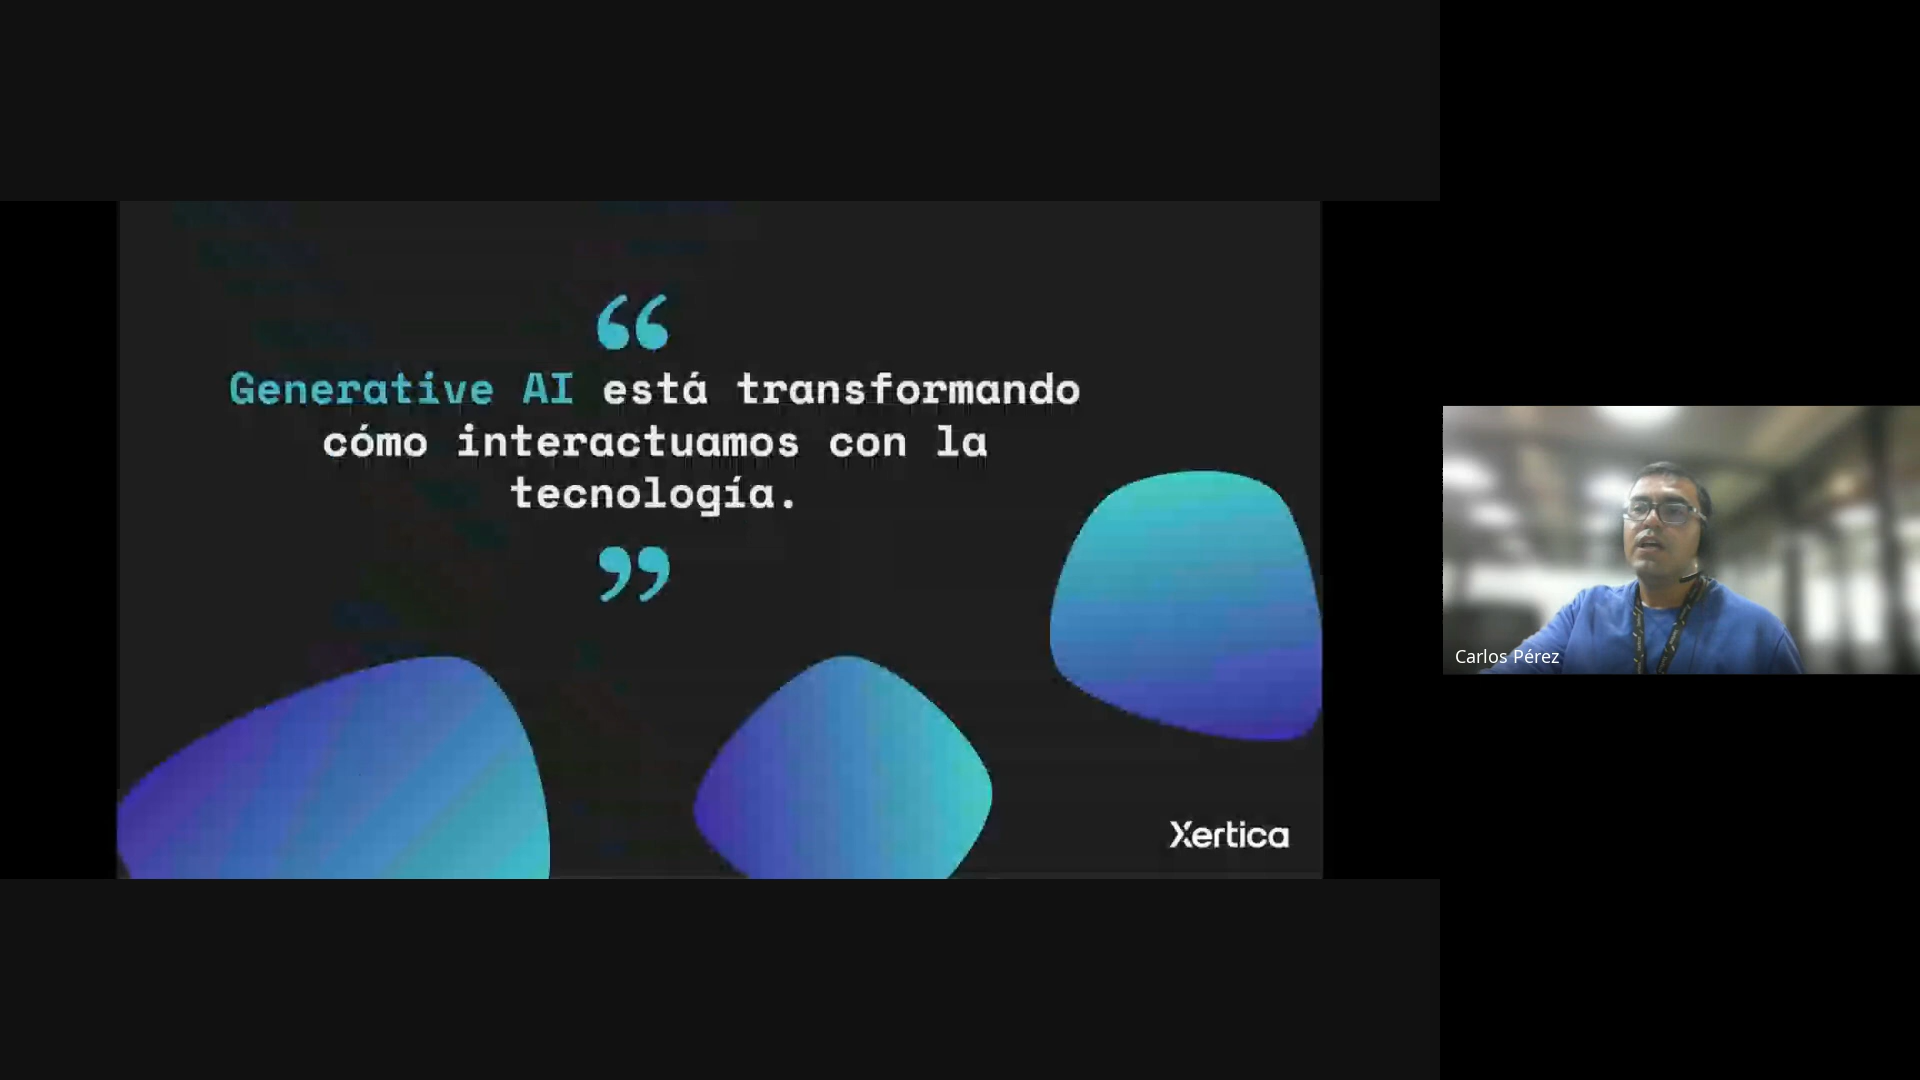 “
Generative AI está transformando
cómo interactuamos con la
tecnología.
”
Xertica
Carlos Pérez